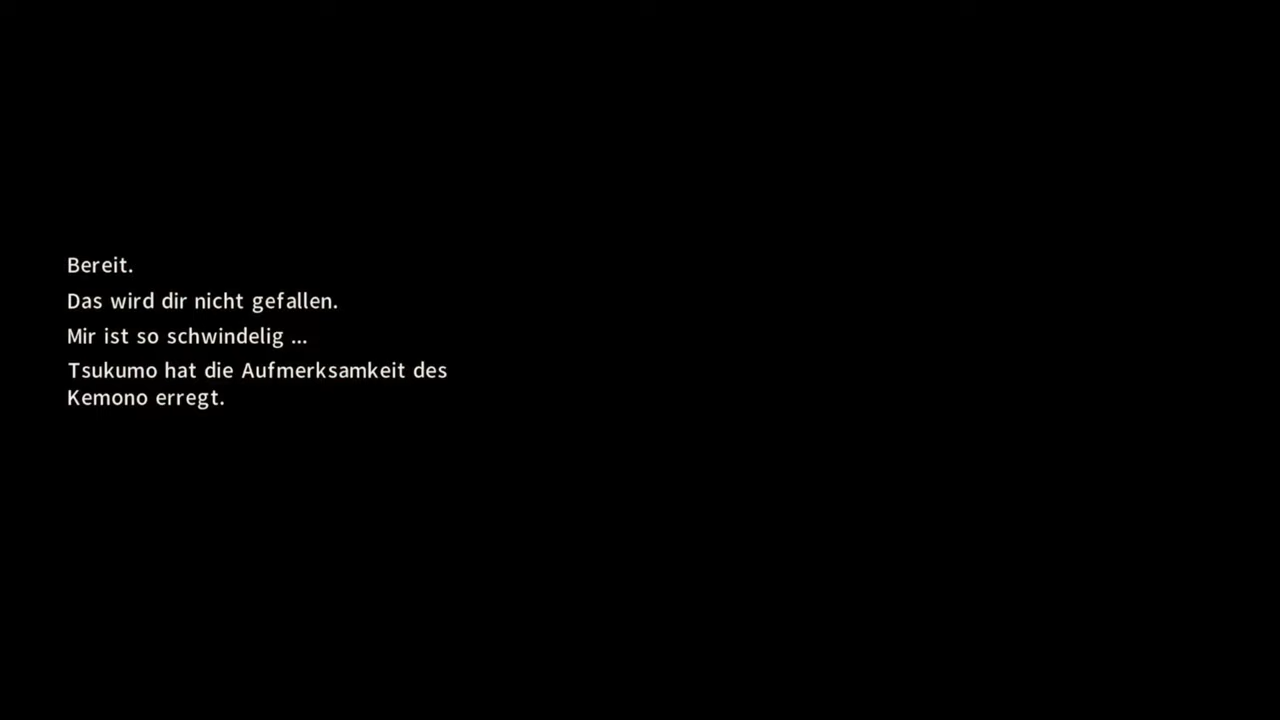 Bereit.
Das wird dir nicht gefallen.
Mir ist so schwindelig ...
Tsukumo hat die Aufmerksamkeit des
Kemono erregt.